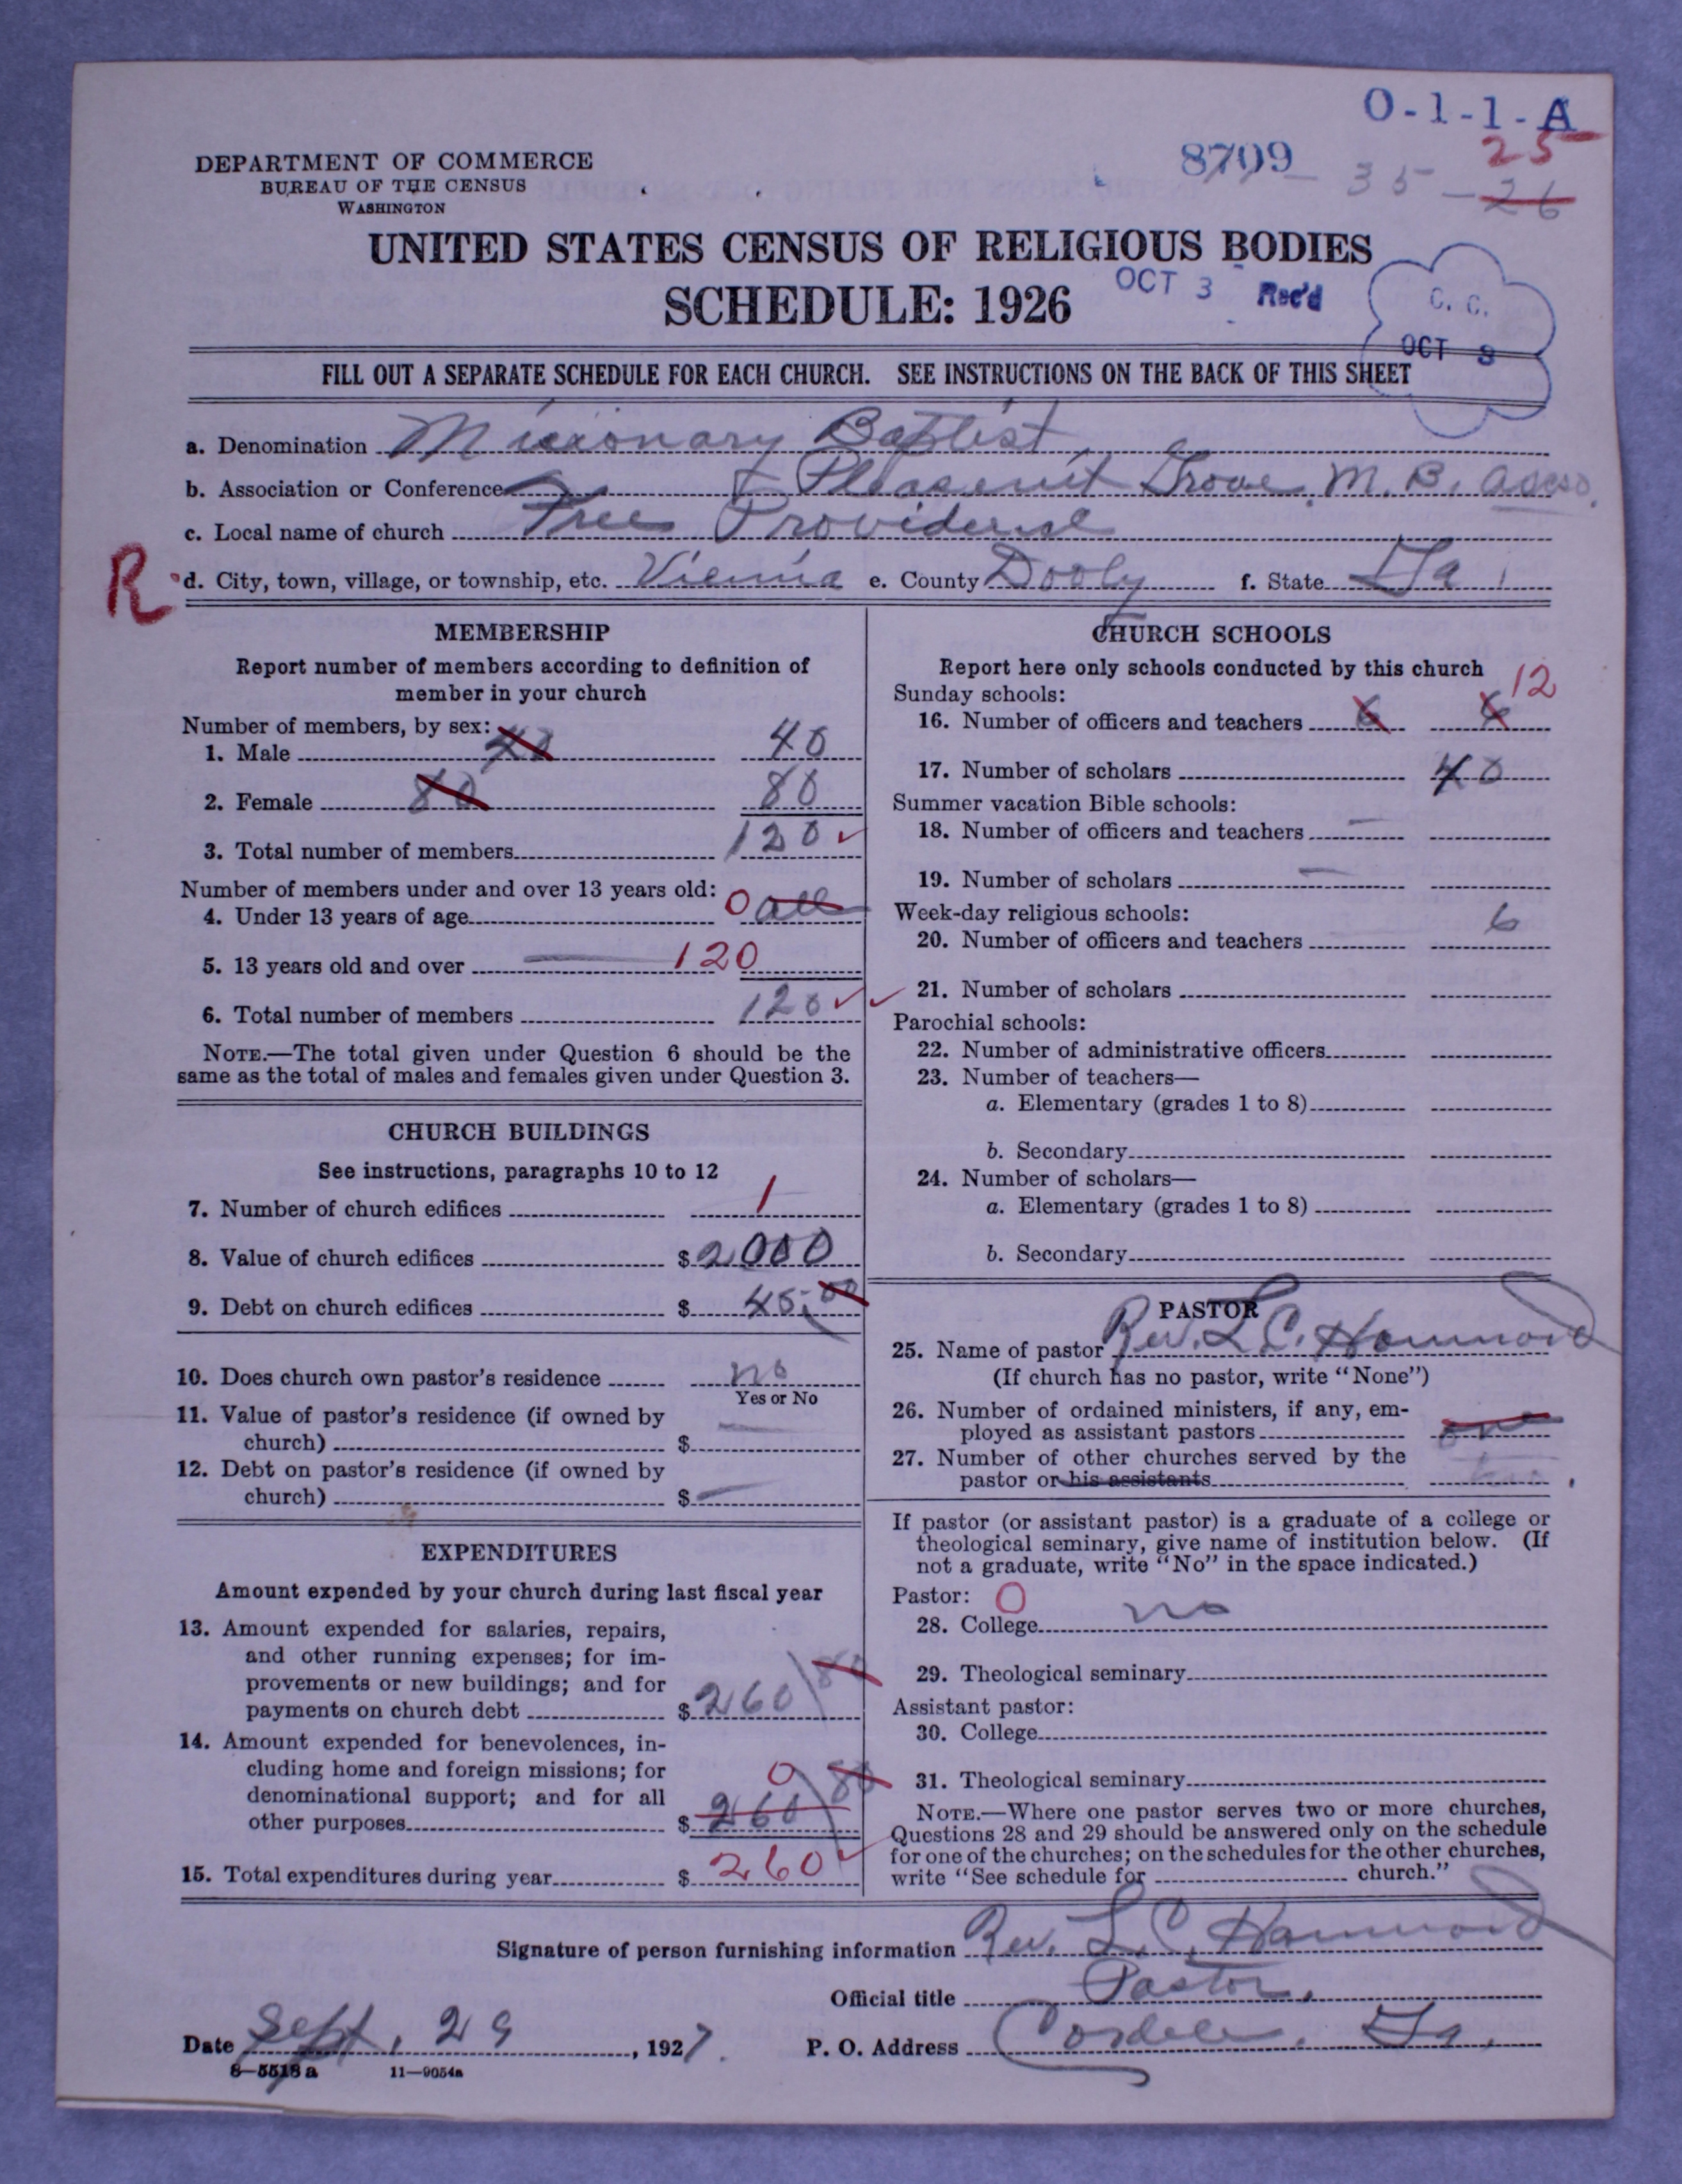 O-1-1-A
DEPARTMENT OF COMMERCE
BUREAU OF THE CENSUS
WASHINGTON
8709 - 35 - 26 25
UNITED STATES CENSUS OF RELIGIOUS BODIES
SCHEDULE: 1926
OCT 3 Rec'd
C. C.
OCT 8
FILL OUT A SEPARATE SCHEDULE FOR EACH CHURCH. SEE INSTRUCTIONS ON THE BACK OF THIS SHEET
a. Denomination Missionary Baptist
b. Association or Conference Pleasent Grove M. B. Asso.
c. Local name of church Free Providense
R d. City, town, village, or township, etc. Vienna e. County Dooly f. State Ga.
MEMBERSHIP
Report number of members according to definition of
member in your church
Number of members, by sex:
1. Male 40 40
2. Female 80 80
3. Total number of members 120
Number of members under and over 13 years old:
4. Under 13 years of age 0 all
5. 13 years old and over 120
6. Total number of members 120
NOTE.—The total given under Question 6 should be the
same as the total of males and females given under Question 3.
CHURCH BUILDINGS
See instructions, paragraphs 10 to 12
7. Number of church edifices 1
8. Value of church edifices $ 2000
9. Debt on church edifices $ 45.00
10. Does church own pastor's residence no
Yes or No
11. Value of pastor's residence (if owned by
church) $
12. Debt on pastor's residence (if owned by
church) $
EXPENDITURES
Amount expended by your church during last fiscal year
13. Amount expended for salaries, repairs,
and other running expenses; for im-
provements or new buildings; and for
payments on church debt $ 260 80
14. Amount expended for benevolences, in-
cluding home and foreign missions; for
denominational support; and for all
other purposes $ 260 80 0
15. Total expenditures during year $ 260
CHURCH SCHOOLS
Report here only schools conducted by this church
Sunday schools:
16. Number of officers and teachers 6 6 12
17. Number of scholars 40
Summer vacation Bible schools:
18. Number of officers and teachers
19. Number of scholars
Week-day religious schools:
20. Number of officers and teachers 6
21. Number of scholars
Parochial schools:
22. Number of administrative officers
23. Number of teachers—
a. Elementary (grades 1 to 8)
b. Secondary
24. Number of scholars—
a. Elementary (grades 1 to 8)
b. Secondary
PASTOR
25. Name of pastor Rev. L. C. Hammond
(If church has no pastor, write "None")
26. Number of ordained ministers, if any, em-
ployed as assistant pastors one
27. Number of other churches served by the
pastor or his assistants
If pastor (or assistant pastor) is a graduate of a college or
theological seminary, give name of institution below. (If
not a graduate, write "No" in the space indicated.)
Pastor: 0
28. College no
29. Theological seminary
Assistant pastor:
30. College
31. Theological seminary
NOTE.—Where one pastor serves two or more churches,
Questions 28 and 29 should be answered only on the schedule
for one of the churches; on the schedules for the other churches,
write "See schedule for church."
Signature of person furnishing information Rev. L. C. Hammond
Official title Pastor.
Date Sept. 29, 1927. P. O. Address Cordele. Ga.
8—5518 a 11—9054a